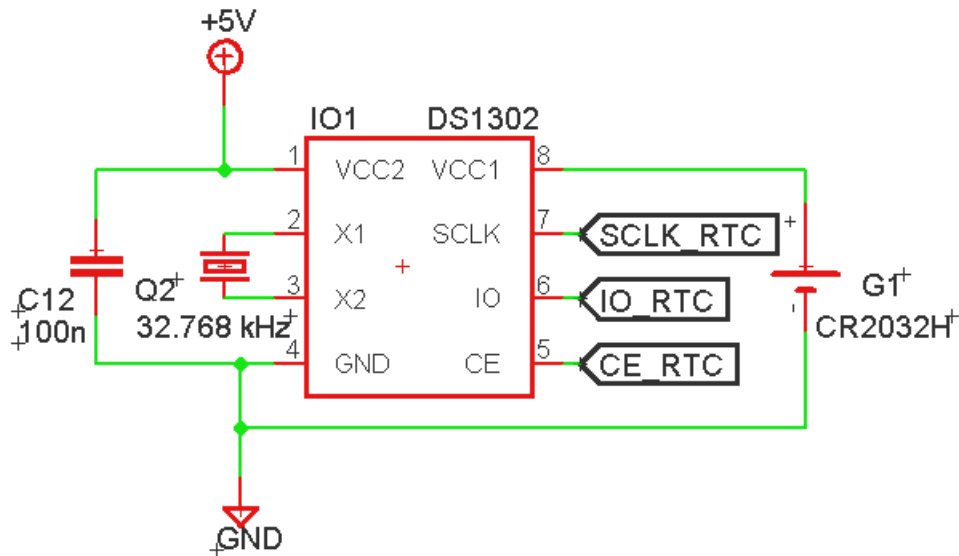 +5V
IO1 DS1302
1 VCC2 VCC1 8
2 X1 SCLK 7 SCLK_RTC
3 X2 IO 6 IO_RTC
4 GND CE 5 CE_RTC
C12
100n
Q2
32.768 kHz
+
-
G1
CR2032H
GND